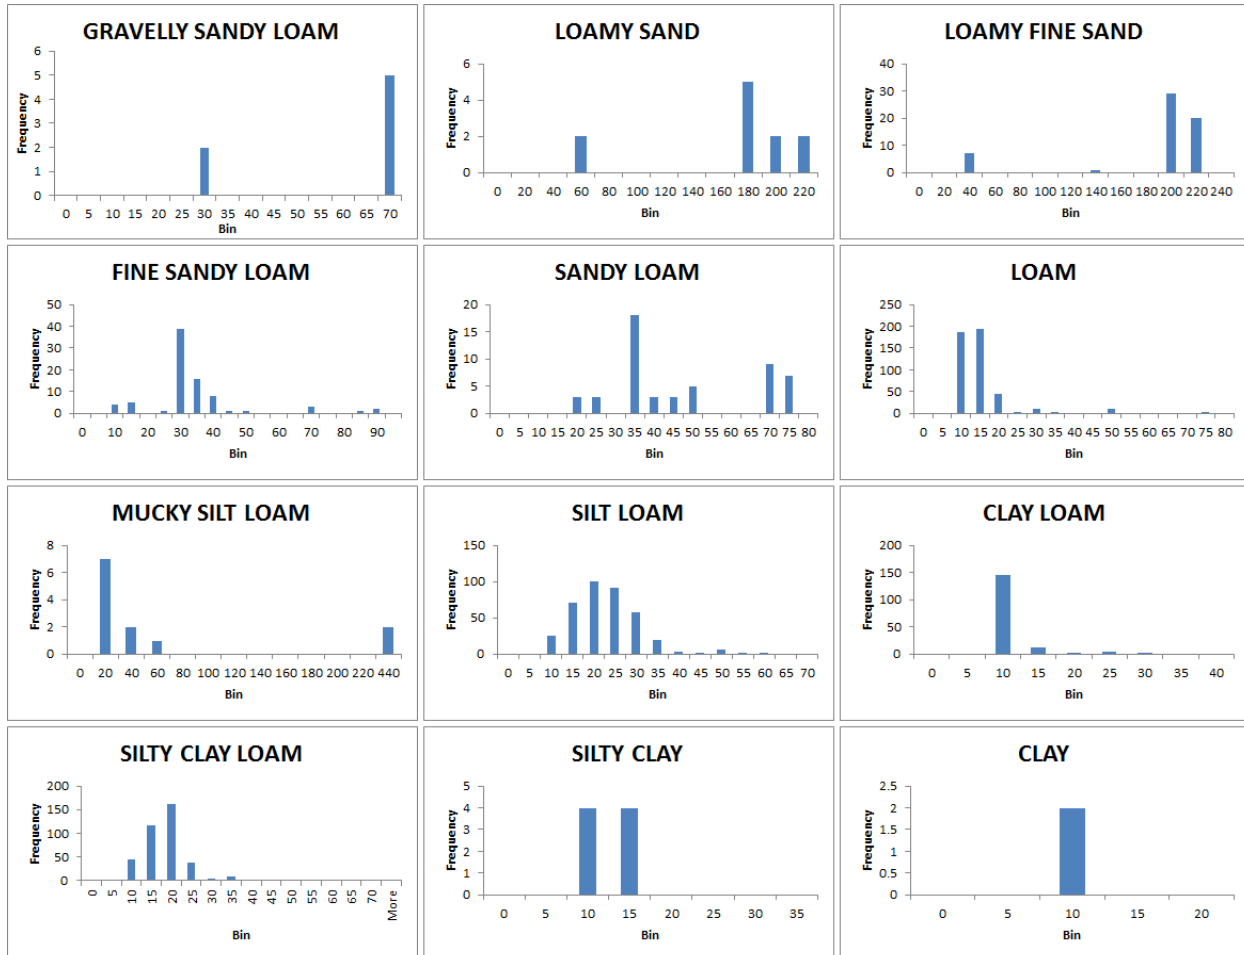 GRAVELLY SANDY LOAM
Frequency
6
5
4
3
2
1
0
0 5 10 15 20 25 30 35 40 50 55 60 65 70
Bin
LOAMY SAND
Frequency
6
4
2
0
0 20 40 60 80 100 120 140 160 180 200 220
Bin
LOAMY FINE SAND
Frequency
40
30
20
10
0
0 20 40 60 80 100 120 140 160 200 220 240
Bin
FINE SANDY LOAM
Frequency
50
40
30
20
10
0
0 10 20 30 40 50 60 70 80 90
Bin
SANDY LOAM
Frequency
20
15
10
5
0
0 5 10 15 20 25 35 40 45 50 55 60 65 70 75 80
Bin
LOAM
Frequency
250
200
150
100
50
0
0 5 10 15 20 25 30 35 40 45 50 55 60 65 75 80
Bin
MUCKY SILT LOAM
Frequency
8
6
4
2
0
0 20 40 60 80 100 120 140 160 180 200 220 440
Bin
SILT LOAM
Frequency
150
100
50
0
0 5 10 15 20 25 30 35 40 45 50 55 60 65 70
Bin
CLAY LOAM
Frequency
200
150
100
50
0
0 5 10 15 20 25 30 35 40
Bin
SILTY CLAY LOAM
Frequency
200
150
100
50
0
0 5 10 15 20 25 30 35 40 45 50 55 60 65 70 More
Bin
SILTY CLAY
Frequency
5
4
3
2
1
0
0 5 10 15 20 25 30 35
Bin
CLAY
Frequency
2.5
2
1.5
1
0.5
0
0 5 10 15 20
Bin